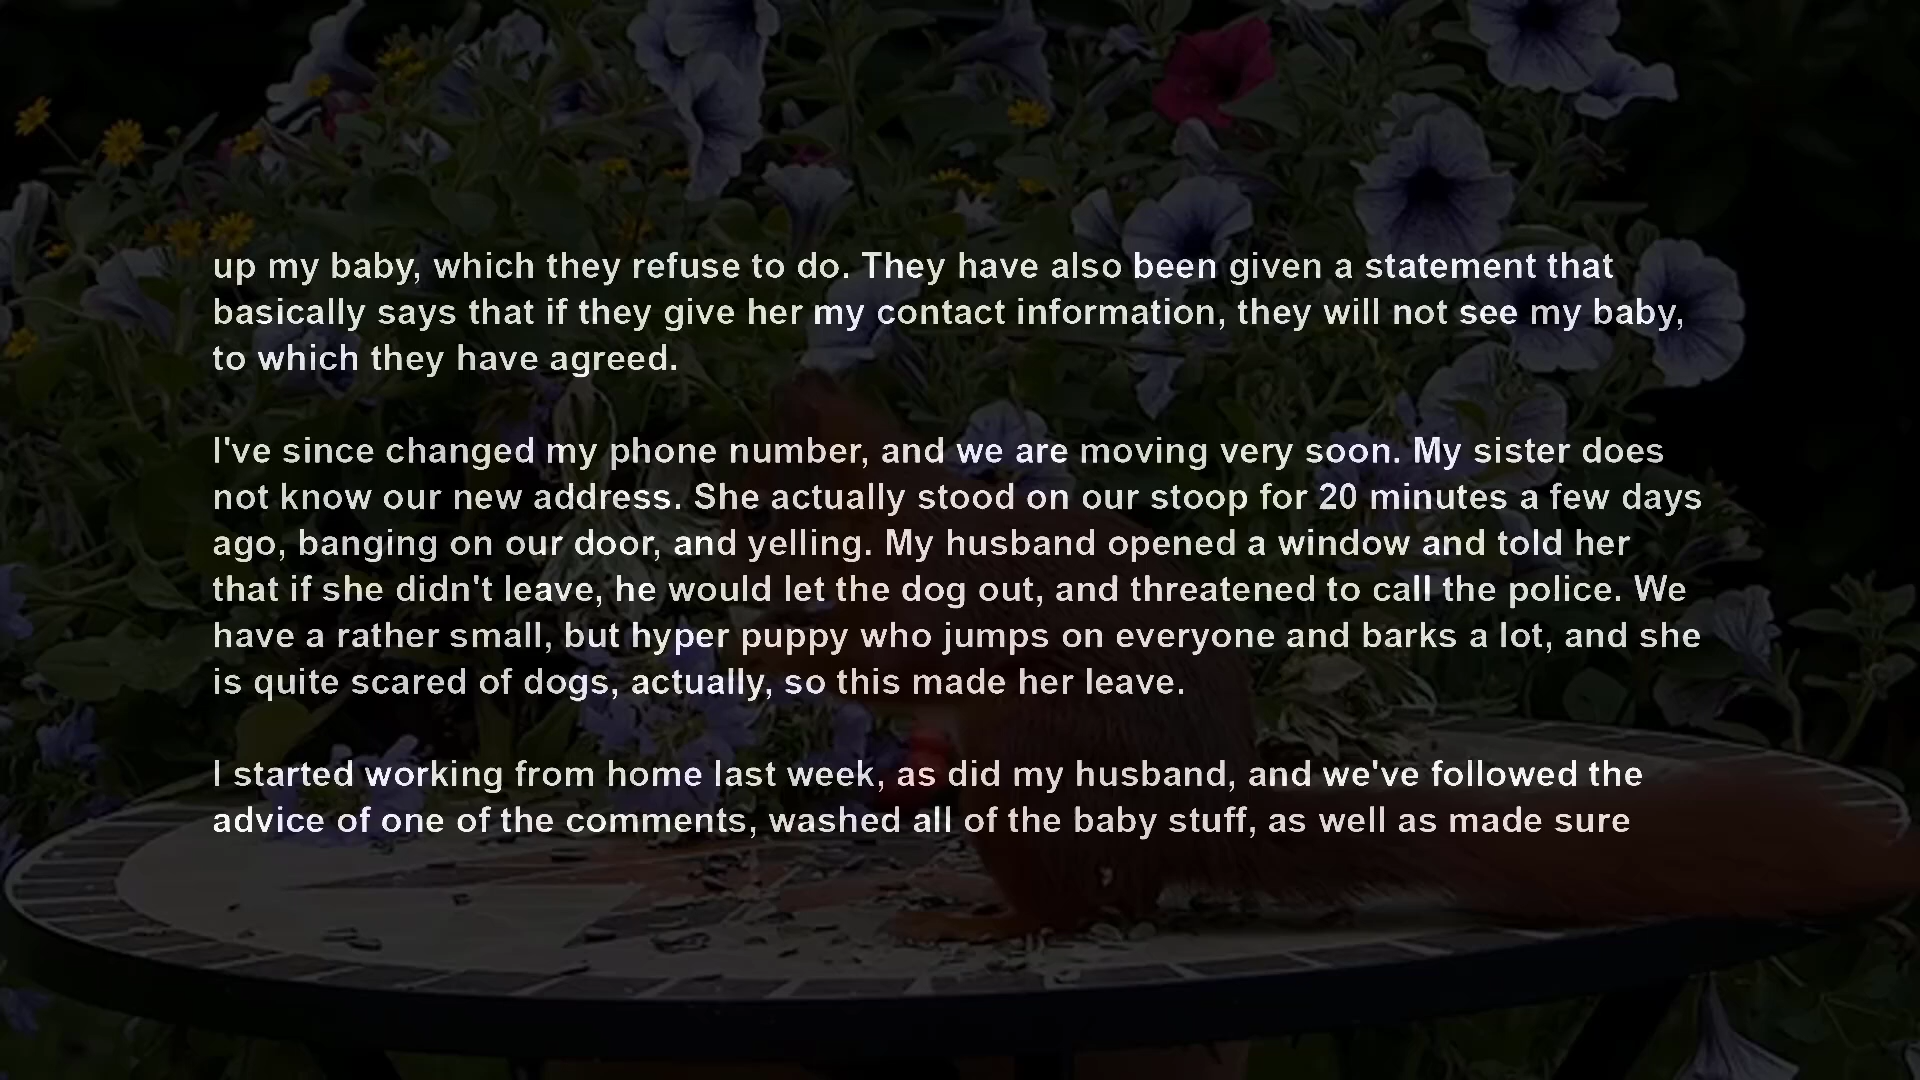 up my baby, which they refuse to do. They have also been given a statement that
basically says that if they give her my contact information, they will not see my baby,
to which they have agreed.
I've since changed my phone number, and we are moving very soon. My sister does
not know our new address. She actually stood on our stoop for 20 minutes a few days
ago, banging on our door, and yelling. My husband opened a window and told her
that if she didn't leave, he would let the dog out, and threatened to call the police. We
have a rather small, but hyper puppy who jumps on everyone and barks a lot, and she
is quite scared of dogs, actually, so this made her leave.
I started working from home last week, as did my husband, and we've followed the
advice of one of the comments, washed all of the baby stuff, as well as made sure